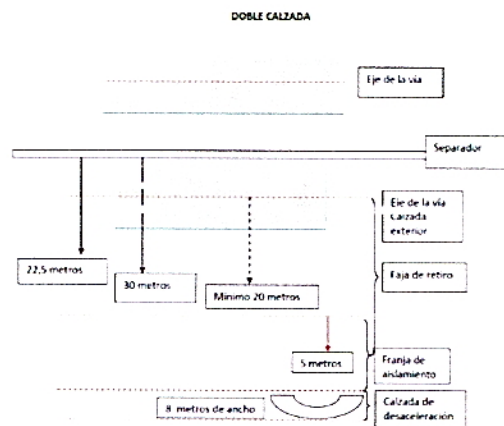 DOBLE CALZADA
Eje de la vía
Separador
Eje de la vía
Calzada
exterior
22,5 metros
30 metros
Mínimo 20 metros
Faja de retiro
5 metros
Franja de
aislamiento
8 metros de ancho
Calzada de
desaceleración